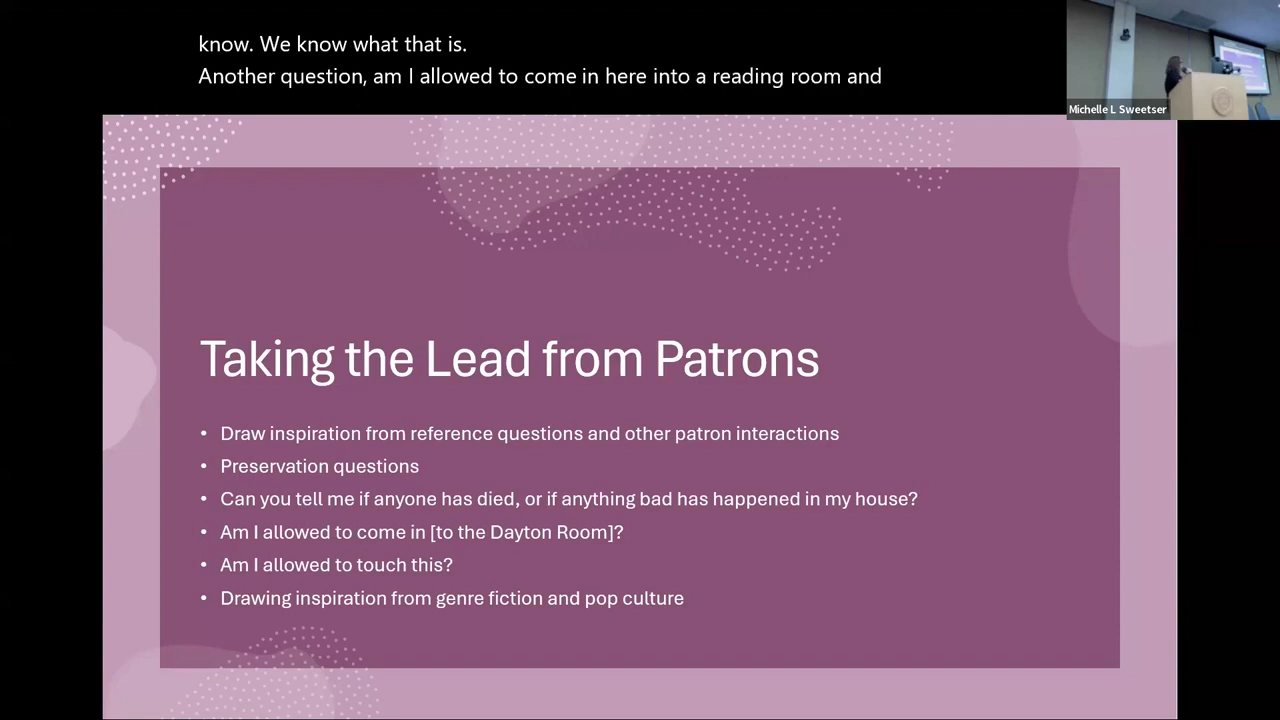 know. We know what that is.
Another question, am I allowed to come in here into a reading room and
Michelle L Sweetser
Taking the Lead from Patrons
• Draw inspiration from reference questions and other patron interactions
• Preservation questions
• Can you tell me if anyone has died, or if anything bad has happened in my house?
• Am I allowed to come in [to the Dayton Room]?
• Am I allowed to touch this?
• Drawing inspiration from genre fiction and pop culture